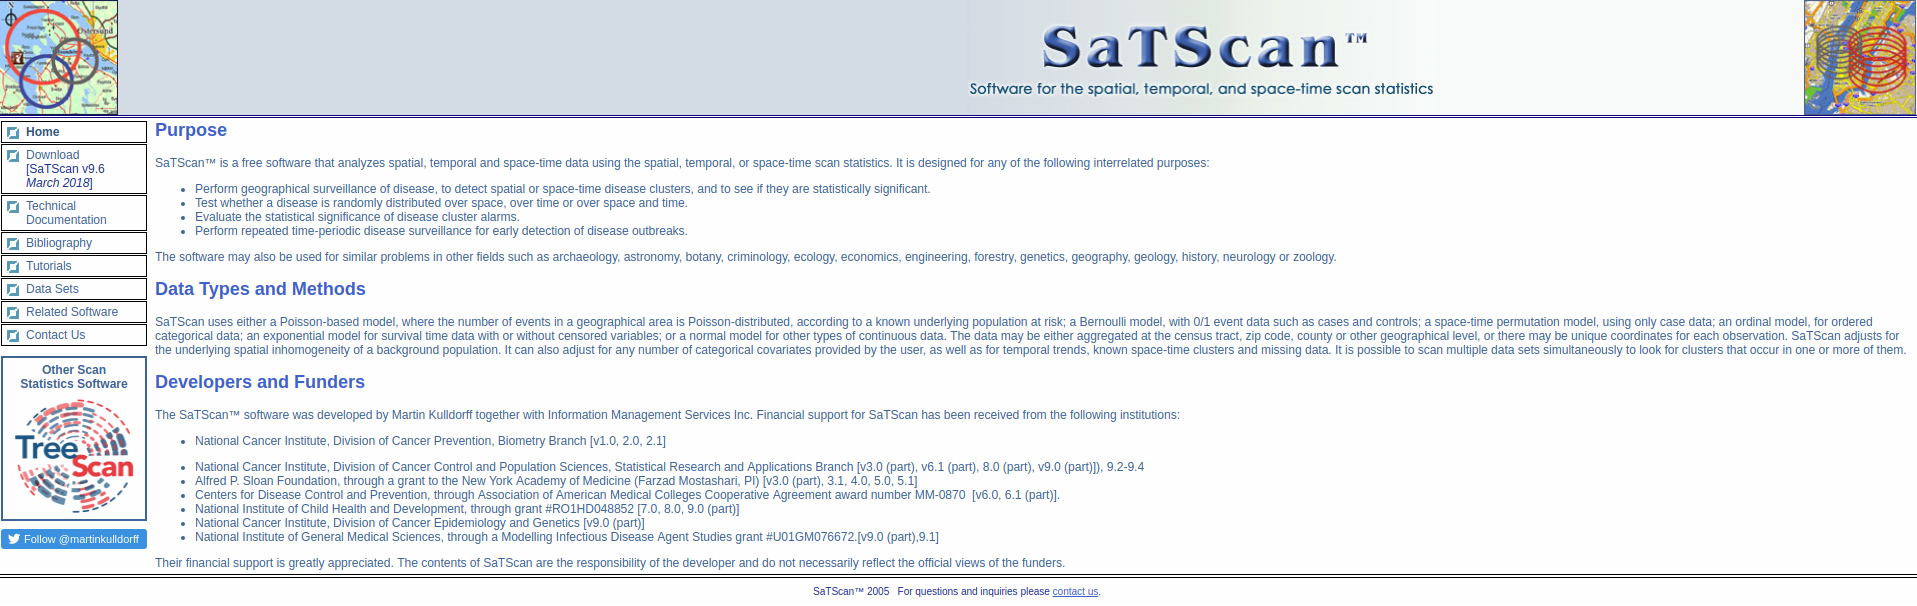 Östersund
SaTScan™
Software for the spatial, temporal, and space-time scan statistics
Home
Download
[SaTScan v9.6
March 2018]
Technical
Documentation
Bibliography
Tutorials
Data Sets
Related Software
Contact Us
Other Scan
Statistics Software
Tree
Scan
Follow @martinkulldorff
Purpose
SaTScan™ is a free software that analyzes spatial, temporal and space-time data using the spatial, temporal, or space-time scan statistics. It is designed for any of the following interrelated purposes:
• Perform geographical surveillance of disease, to detect spatial or space-time disease clusters, and to see if they are statistically significant.
• Test whether a disease is randomly distributed over space, over time or over space and time.
• Evaluate the statistical significance of disease cluster alarms.
• Perform repeated time-periodic disease surveillance for early detection of disease outbreaks.
The software may also be used for similar problems in other fields such as archaeology, astronomy, botany, criminology, ecology, economics, engineering, forestry, genetics, geography, geology, history, neurology or zoology.
Data Types and Methods
SaTScan uses either a Poisson-based model, where the number of events in a geographical area is Poisson-distributed, according to a known underlying population at risk; a Bernoulli model, with 0/1 event data such as cases and controls; a space-time permutation model, using only case data; an ordinal model, for ordered
categorical data; an exponential model for survival time data with or without censored variables; or a normal model for other types of continuous data. The data may be either aggregated at the census tract, zip code, county or other geographical level, or there may be unique coordinates for each observation. SaTScan adjusts for
the underlying spatial inhomogeneity of a background population. It can also adjust for any number of categorical covariates provided by the user, as well as for temporal trends, known space-time clusters and missing data. It is possible to scan multiple data sets simultaneously to look for clusters that occur in one or more of them.
Developers and Funders
The SaTScan™ software was developed by Martin Kulldorff together with Information Management Services Inc. Financial support for SaTScan has been received from the following institutions:
• National Cancer Institute, Division of Cancer Prevention, Biometry Branch [v1.0, 2.0, 2.1]
• National Cancer Institute, Division of Cancer Control and Population Sciences, Statistical Research and Applications Branch [v3.0 (part), v6.1 (part), 8.0 (part), v9.0 (part)]), 9.2-9.4
• Alfred P. Sloan Foundation, through a grant to the New York Academy of Medicine (Farzad Mostashari, PI) [v3.0 (part), 3.1, 4.0, 5.0, 5.1]
• Centers for Disease Control and Prevention, through Association of American Medical Colleges Cooperative Agreement award number MM-0870 [v6.0, 6.1 (part)].
• National Institute of Child Health and Development, through grant #RO1HD048852 [7.0, 8.0, 9.0 (part)]
• National Cancer Institute, Division of Cancer Epidemiology and Genetics [v9.0 (part)]
• National Institute of General Medical Sciences, through a Modelling Infectious Disease Agent Studies grant #U01GM076672.[v9.0 (part),9.1]
Their financial support is greatly appreciated. The contents of SaTScan are the responsibility of the developer and do not necessarily reflect the official views of the funders.
SaTScan™ 2005 For questions and inquiries please contact us.